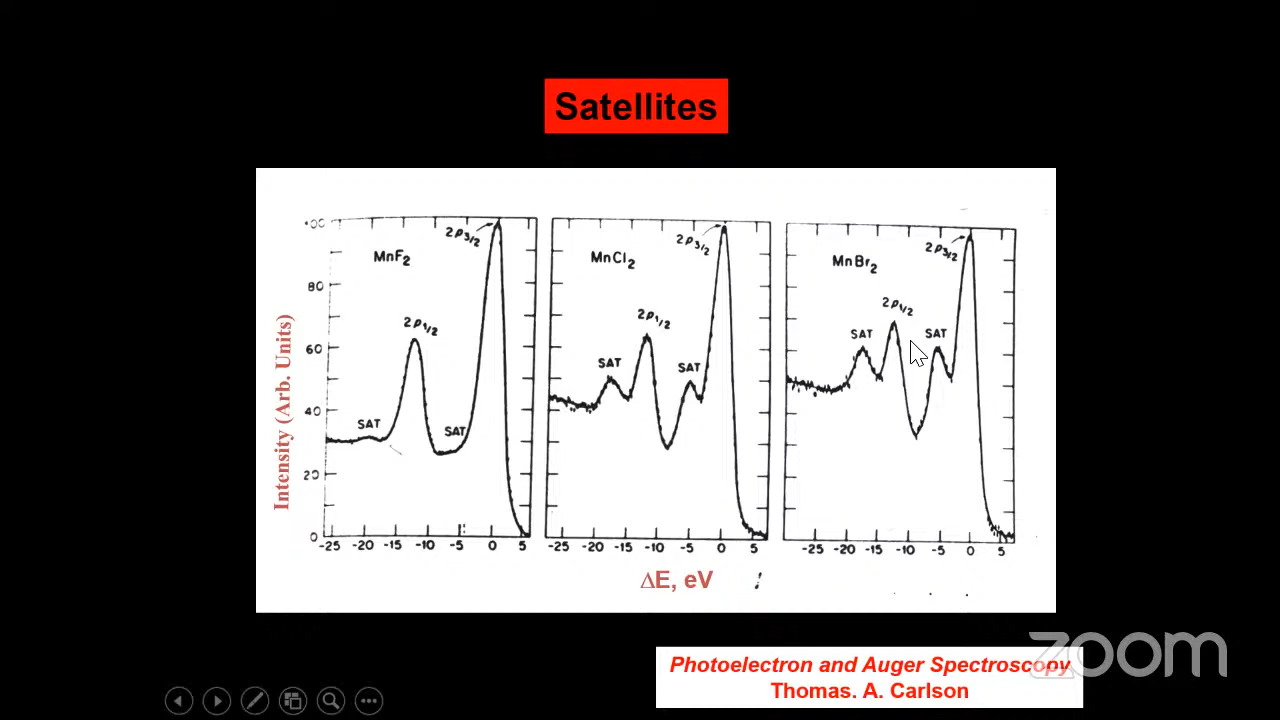 Satellites
100
80
60
40
20
0
Intensity (Arb. Units)
MnF2
2p3/2
2p1/2
SAT
SAT
-25 -20 -15 -10 -5 0 5
MnCl2
2p3/2
2p1/2
SAT
SAT
-25 -20 -15 -10 -5 0 5
MnBr2
2p3/2
2p1/2
SAT
SAT
-25 -20 -15 -10 -5 0 5
ΔE, eV
Photoelectron and Auger Spectroscopy
Thomas. A. Carlson
zoom